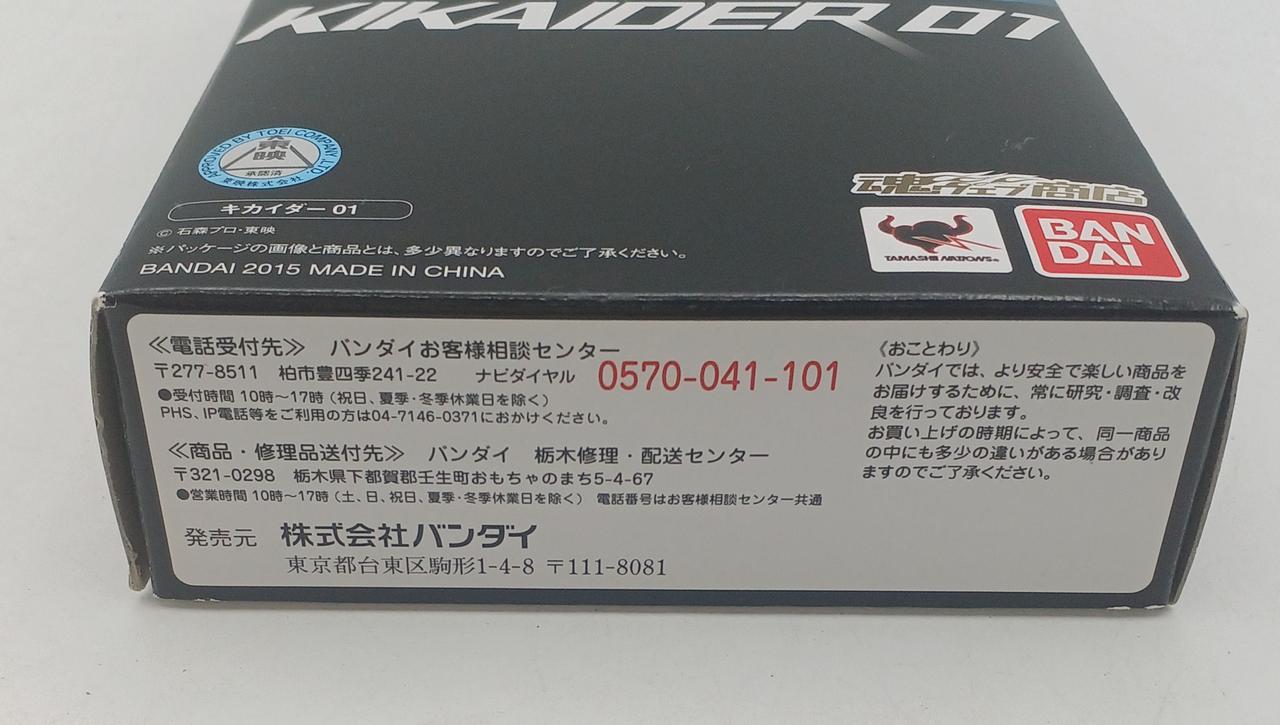 KIKAIDER 01
APPROVED BY TOEI COMPANY, LTD.
東映
承認済
東映株式会社
キカイダー 01
© 石森プロ・東映
※パッケージの画像と商品とは、多少異なりますのでご了承ください。
BANDAI 2015 MADE IN CHINA
魂ウェブ商店
TAMASHII NATIONS®
BAN
DAI
≪電話受付先≫ バンダイお客様相談センター
〒277-8511 柏市豊四季241-22 ナビダイヤル 0570-041-101
●受付時間 10時～17時（祝日、夏季・冬季休業日を除く）
PHS、IP電話等をご利用の方は04-7146-0371におかけください。
≪商品・修理品送付先≫ バンダイ 栃木修理・配送センター
〒321-0298 栃木県下都賀郡壬生町おもちゃのまち5-4-67
●営業時間 10時～17時（土、日、祝日、夏季・冬季休業日を除く） 電話番号はお客様相談センター共通
発売元 株式会社バンダイ
東京都台東区駒形1-4-8 〒111-8081
《おことわり》
バンダイでは、より安全で楽しい商品を
お届けするために、常に研究・調査・改
良を行っております。
お買い上げの時期によって、同一商品
の中にも多少の違いがある場合があり
ますのでご了承ください。